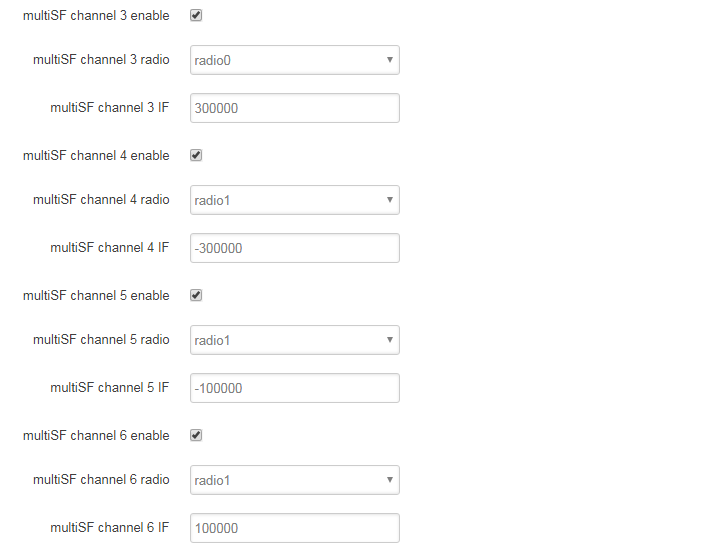 multiSF channel 3 enable
multiSF channel 3 radio radio0
multiSF channel 3 IF 300000
multiSF channel 4 enable
multiSF channel 4 radio radio1
multiSF channel 4 IF -300000
multiSF channel 5 enable
multiSF channel 5 radio radio1
multiSF channel 5 IF -100000
multiSF channel 6 enable
multiSF channel 6 radio radio1
multiSF channel 6 IF 100000